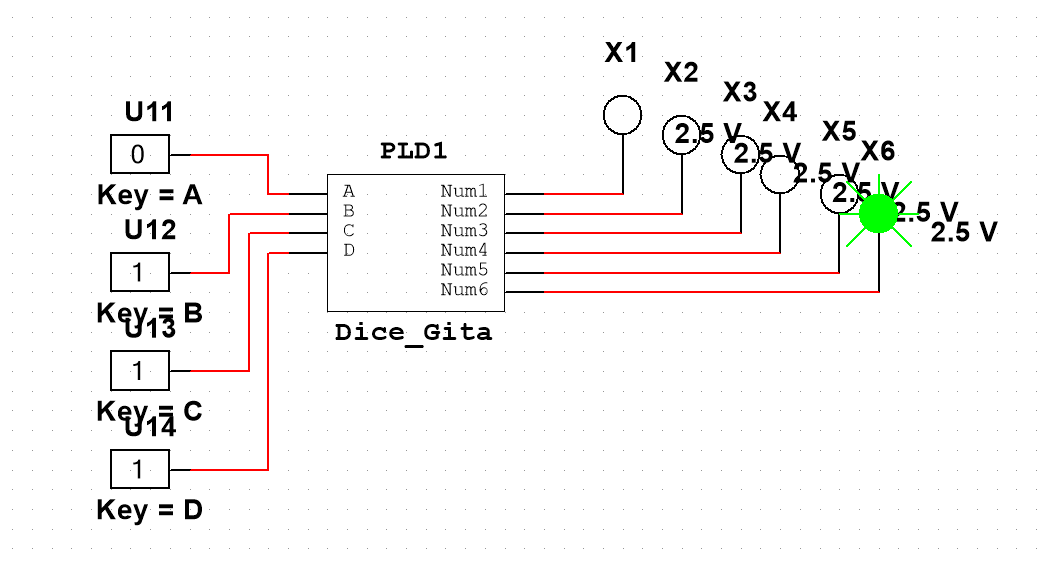 X1
X2
X3
X4
X5
X6
2.5 V
2.5 V
2.5 V
2.5 V
2.5 V
2.5 V
U11
0
Key = A
U12
1
Key = B
U13
1
Key = C
U14
1
Key = D
PLD1
A
B
C
D
Num1
Num2
Num3
Num4
Num5
Num6
Dice_Gita